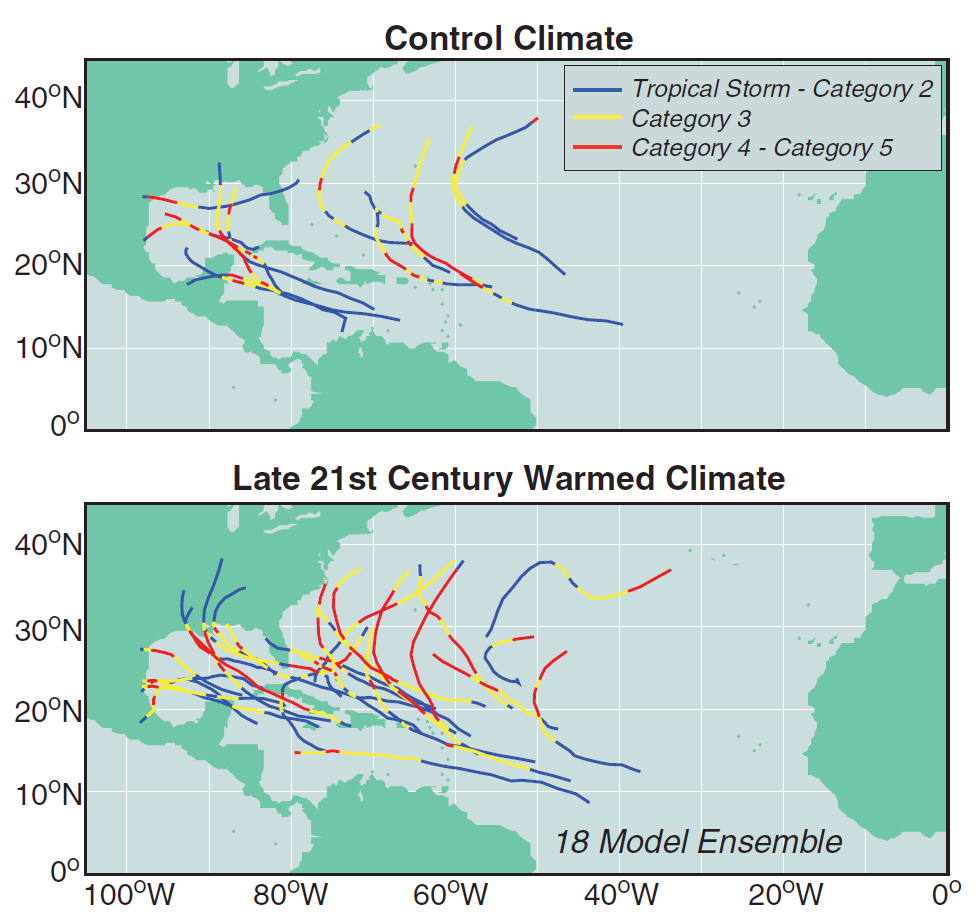 Control Climate
40°N
30°N
20°N
10°N
0°
Tropical Storm - Category 2
Category 3
Category 4 - Category 5
Late 21st Century Warmed Climate
40°N
30°N
20°N
10°N
0°
18 Model Ensemble
100°W 80°W 60°W 40°W 20°W 0°